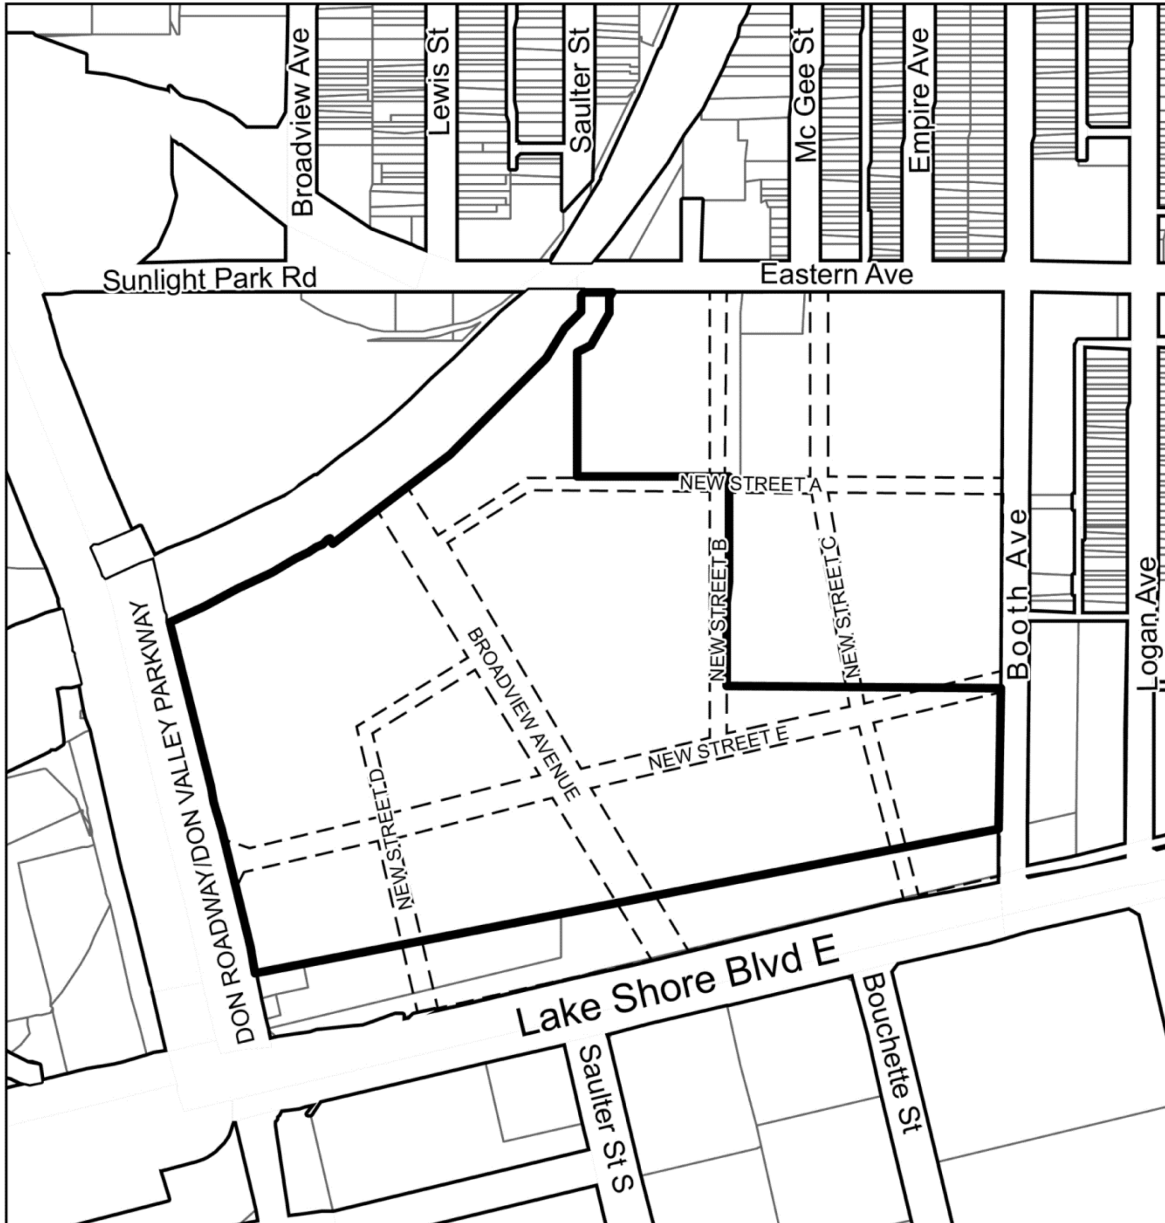 Broadview Ave
Lewis St
Saulter St
Mc Gee St
Empire Ave
Sunlight Park Rd
Eastern Ave
NEW STREET A
NEW STREET B
NEW STREET C
Booth Ave
Logan Ave
DON ROADWAY/DON VALLEY PARKWAY
BROADVIEW AVENUE
NEW STREET E
NEW STREET D
Lake Shore Blvd E
Saulter St S
Bouchette St